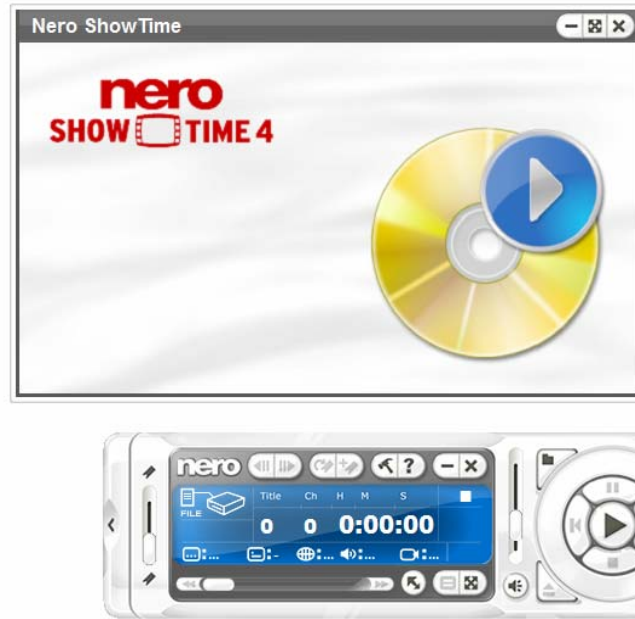 Nero ShowTime
nero
SHOW TIME 4
nero ?
FILE Title Ch H M S
0 0 0:00:00
:... :- :... :... :...